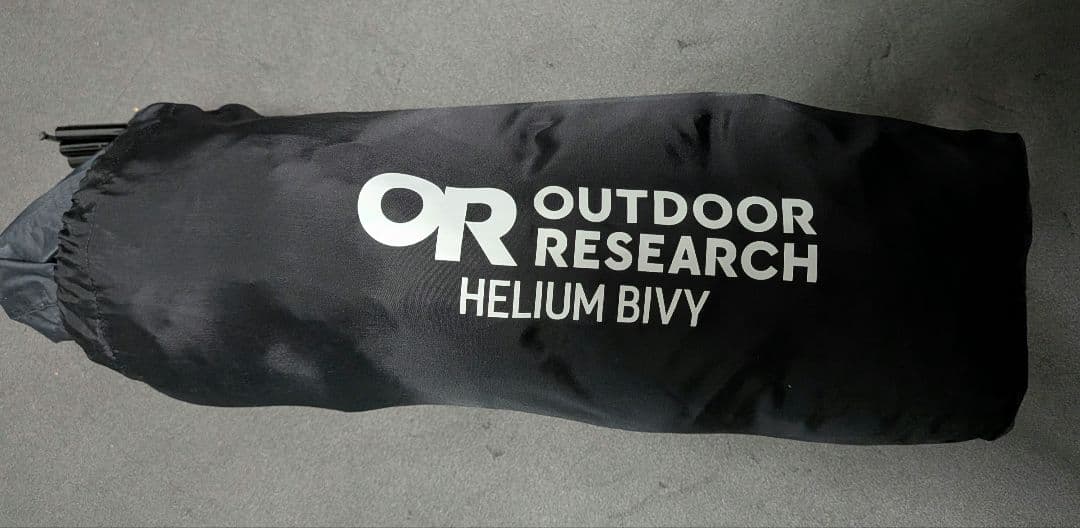 OR OUTDOOR
RESEARCH
HELIUM BIVY